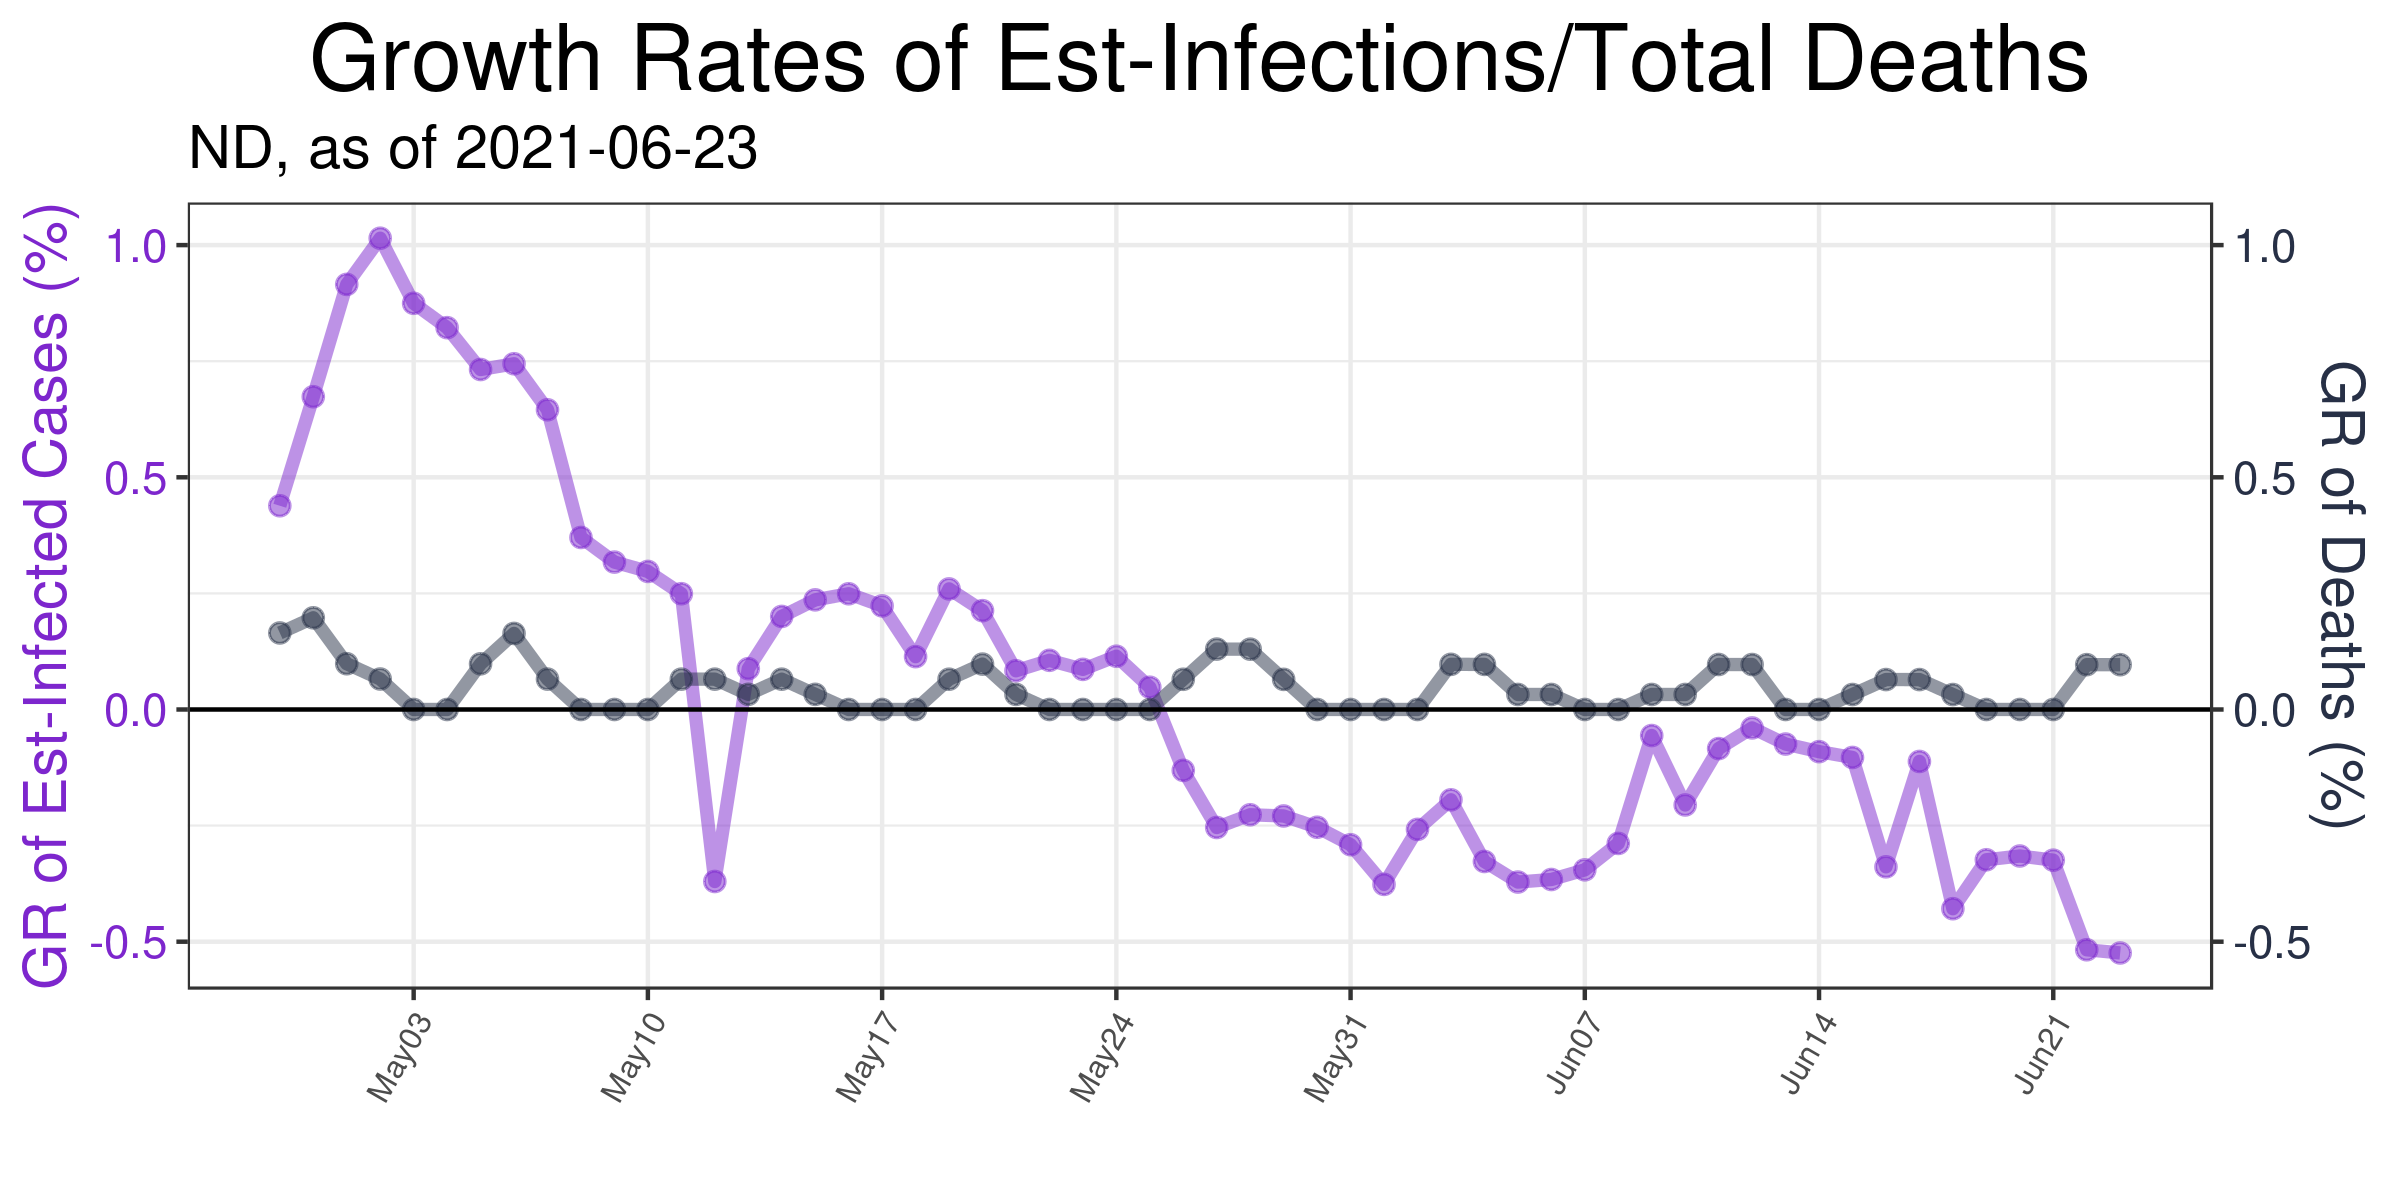 Growth Rates of Est-Infections/Total Deaths
ND, as of 2021-06-23
GR of Est-Infected Cases (%)
1.0
0.5
0.0
-0.5
1.0
0.5
0.0
-0.5
GR of Deaths (%)
May03
May10
May17
May24
May31
Jun07
Jun14
Jun21